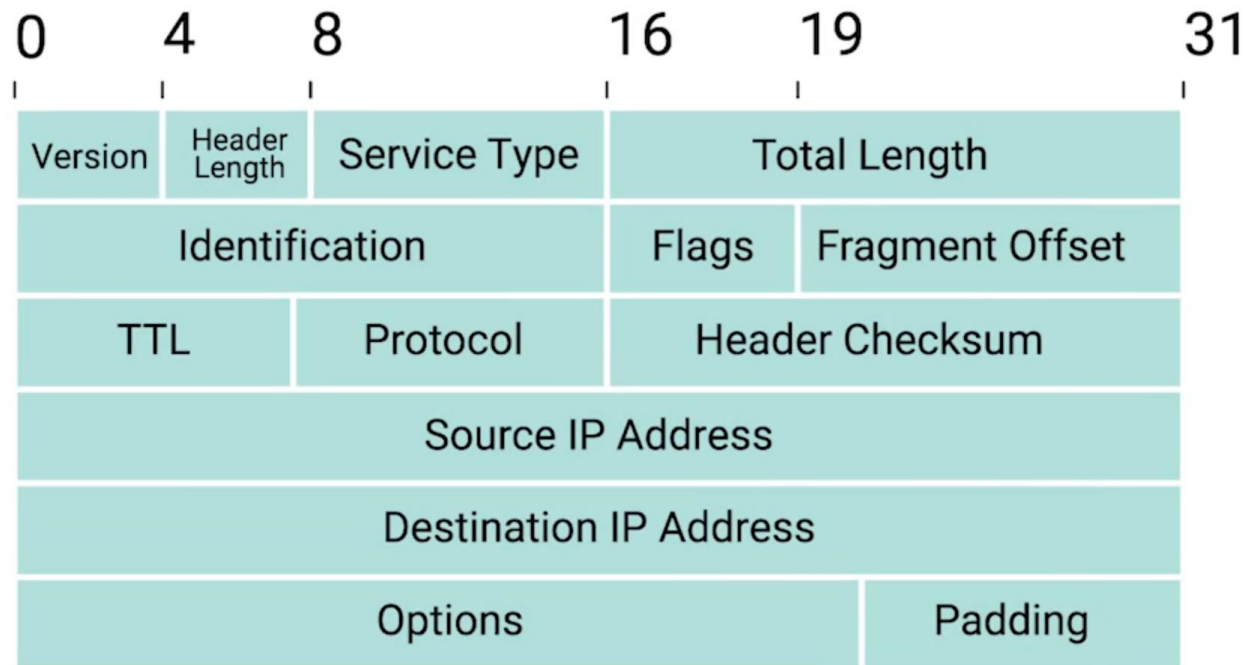 0 4 8 16 19 31
Version Header Length Service Type Total Length
Identification Flags Fragment Offset
TTL Protocol Header Checksum
Source IP Address
Destination IP Address
Options Padding